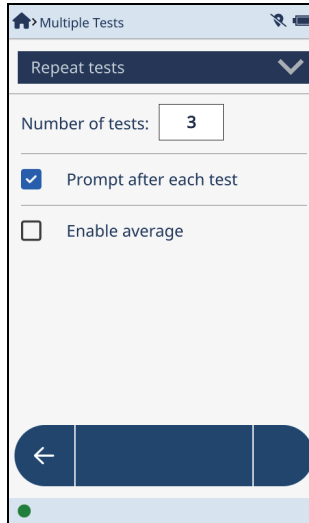 Multiple Tests
Repeat tests
Number of tests: 3
Prompt after each test
Enable average